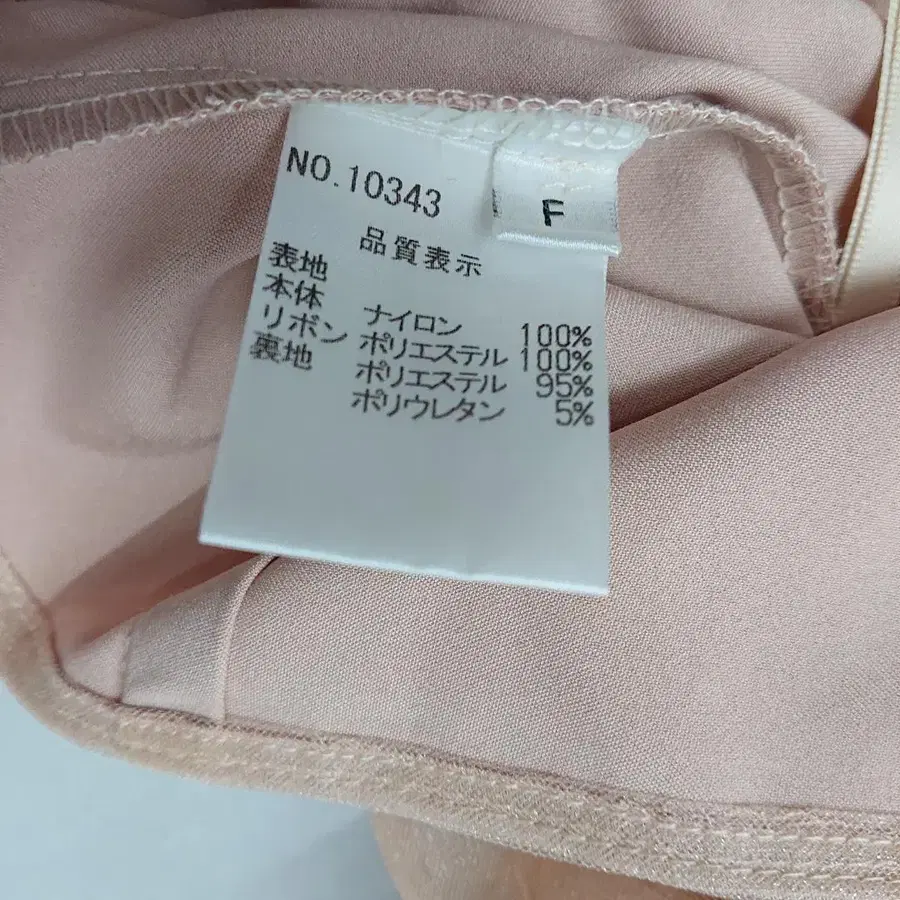 NO.10343
F
品質表示
表地
本体 ナイロン 100%
リボン ポリエステル 100%
裏地 ポリエステル 95%
ポリウレタン 5%